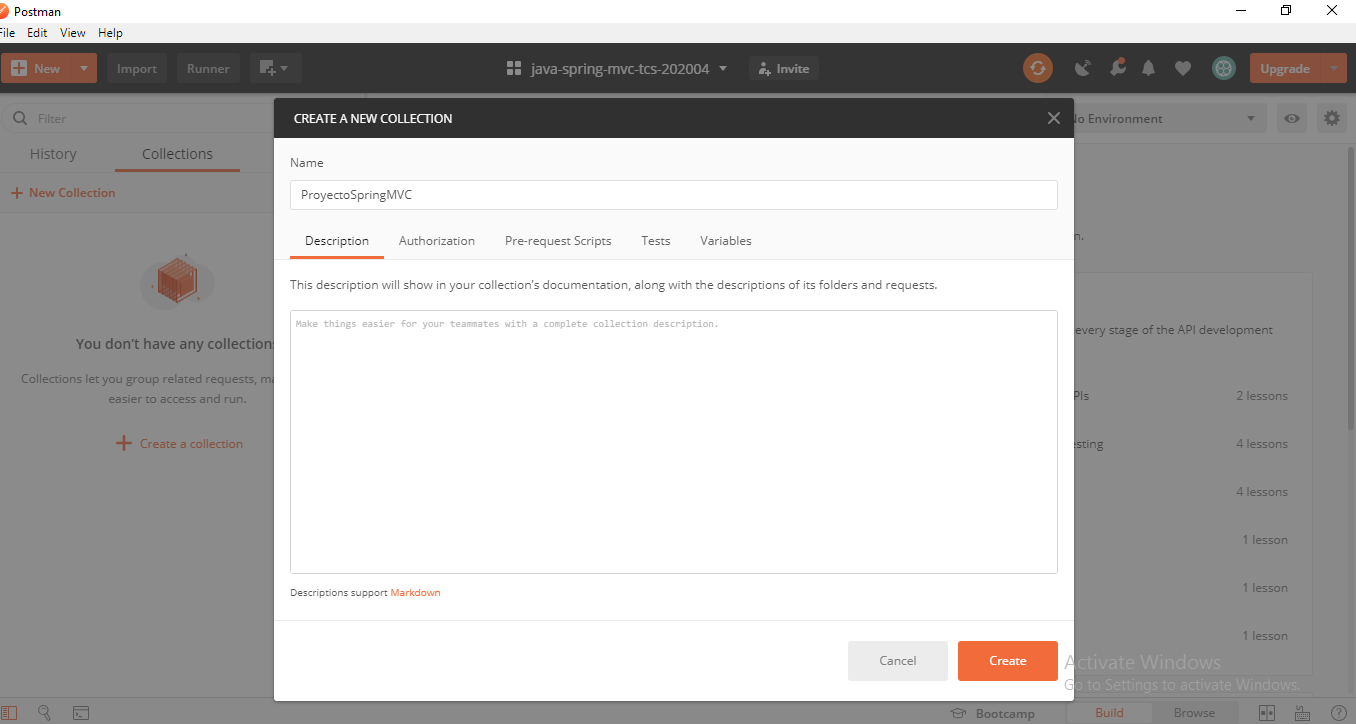 Postman
File Edit View Help
New Import Runner java-spring-mvc-tcs-202004 Invite Upgrade
Filter
History Collections
New Collection
You don't have any collections
Collections let you group related requests,
easier to access and run.
Create a collection
CREATE A NEW COLLECTION
Name
ProyectoSpringMVC
Description Authorization Pre-request Scripts Tests Variables
This description will show in your collection's documentation, along with the descriptions of its folders and requests.
Make things easier for your teammates with a complete collection description.
Descriptions support Markdown
Cancel Create
No Environment
n.
every stage of the API development
PIs 2 lessons
esting 4 lessons
4 lessons
1 lesson
1 lesson
1 lesson
Activate Windows
Go to Settings to activate Windows.
Bootcamp Build Browse